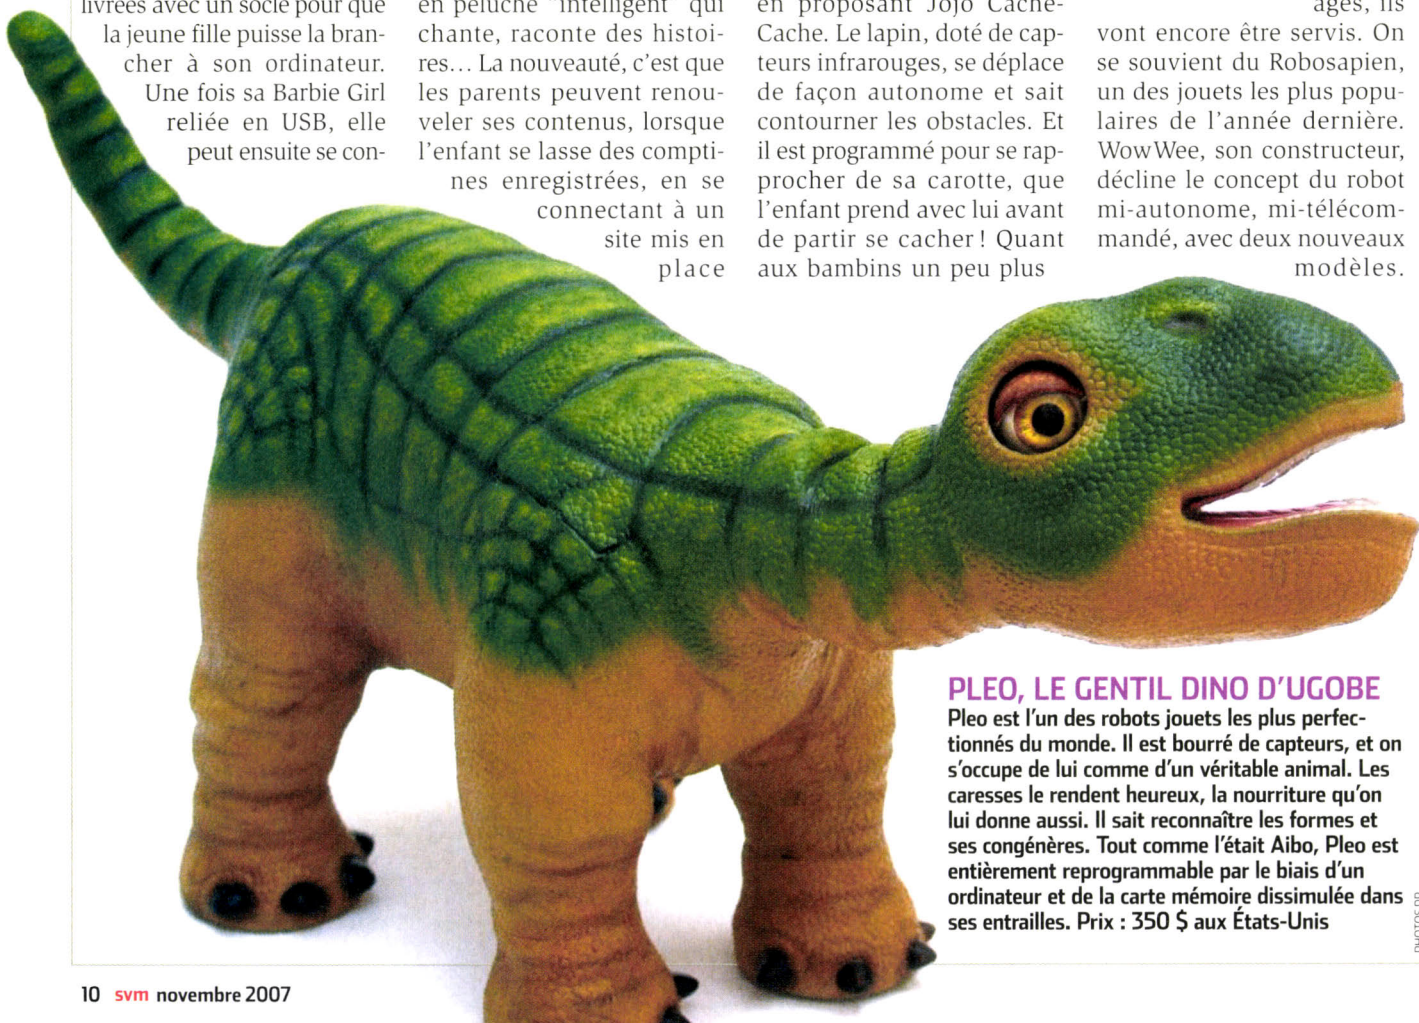 livrées avec un socle pour que
la jeune fille puisse la bran-
cher à son ordinateur.
Une fois sa Barbie Girl
reliée en USB, elle
peut ensuite se con-
en peluche "intelligent" qui
chante, raconte des histoi-
res... La nouveauté, c'est que
les parents peuvent renou-
veler ses contenus, lorsque
l'enfant se lasse des compti-
nes enregistrées, en se
connectant à un
site mis en
place
en proposant Jojo Cache-
Cache. Le lapin, doté de cap-
teurs infrarouges, se déplace
de façon autonome et sait
contourner les obstacles. Et
il est programmé pour se rap-
procher de sa carotte, que
l'enfant prend avec lui avant
de partir se cacher ! Quant
aux bambins un peu plus
âgés, ils
vont encore être servis. On
se souvient du Robosapien,
un des jouets les plus popu-
laires de l'année dernière.
WowWee, son constructeur,
décline le concept du robot
mi-autonome, mi-télécom-
mandé, avec deux nouveaux
modèles.
PLEO, LE GENTIL DINO D'UGOBE
Pleo est l'un des robots jouets les plus perfec-
tionnés du monde. Il est bourré de capteurs, et on
s'occupe de lui comme d'un véritable animal. Les
caresses le rendent heureux, la nourriture qu'on
lui donne aussi. Il sait reconnaître les formes et
ses congénères. Tout comme l'était Aibo, Pleo est
entièrement reprogrammable par le biais d'un
ordinateur et de la carte mémoire dissimulée dans
ses entrailles. Prix : 350 $ aux États-Unis
PHOTOS DR
10 svm novembre 2007